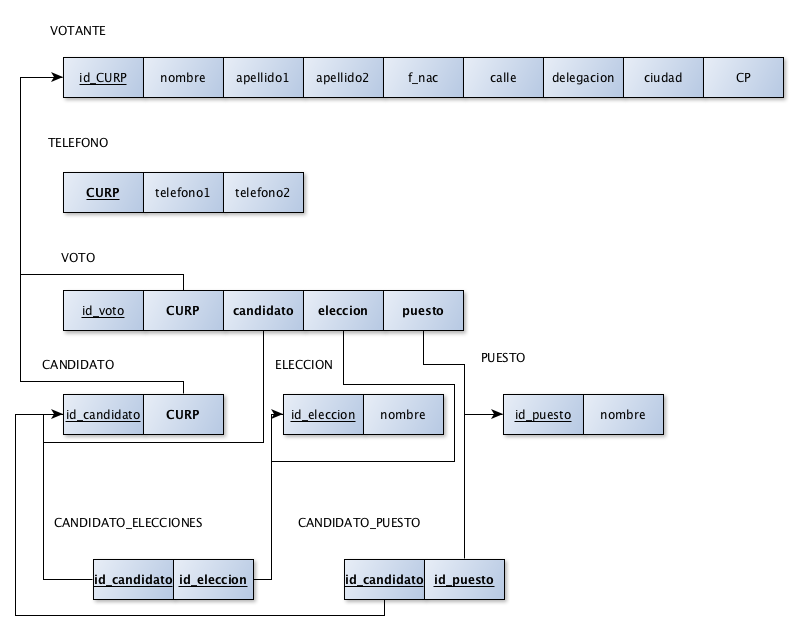 VOTANTE
id_CURP nombre apellido1 apellido2 f_nac calle delegacion ciudad CP
TELEFONO
CURP telefono1 telefono2
VOTO
id_voto CURP candidato eleccion puesto
CANDIDATO ELECCION PUESTO
id_candidato CURP id_eleccion nombre id_puesto nombre
CANDIDATO_ELECCIONES CANDIDATO_PUESTO
id_candidato id_eleccion id_candidato id_puesto